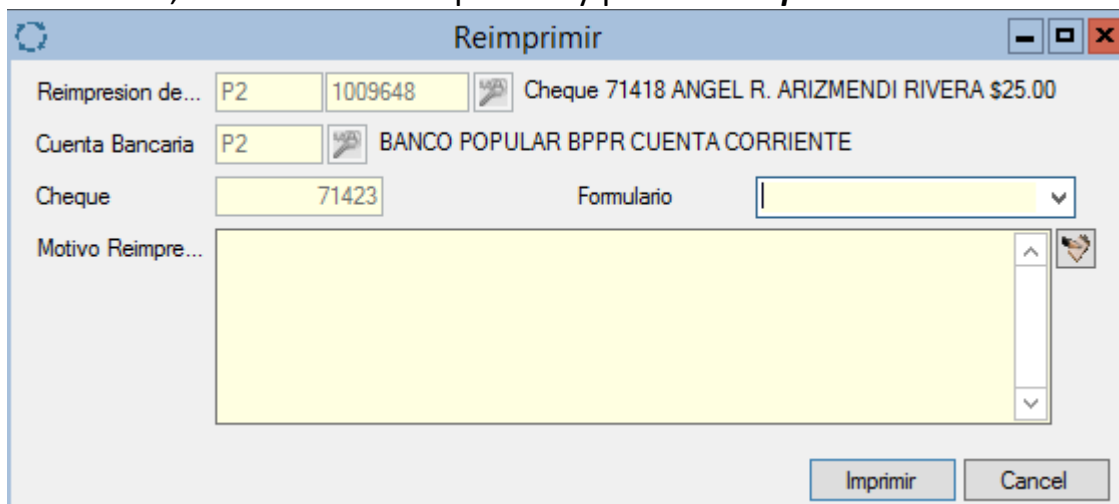 Reimprimir
Reimpresion de... P2 1009648 Cheque 71418 ANGEL R. ARIZMENDI RIVERA $25.00
Cuenta Bancaria P2 BANCO POPULAR BPPR CUENTA CORRIENTE
Cheque 71423 Formulario
Motivo Reimpre...
Imprimir Cancel